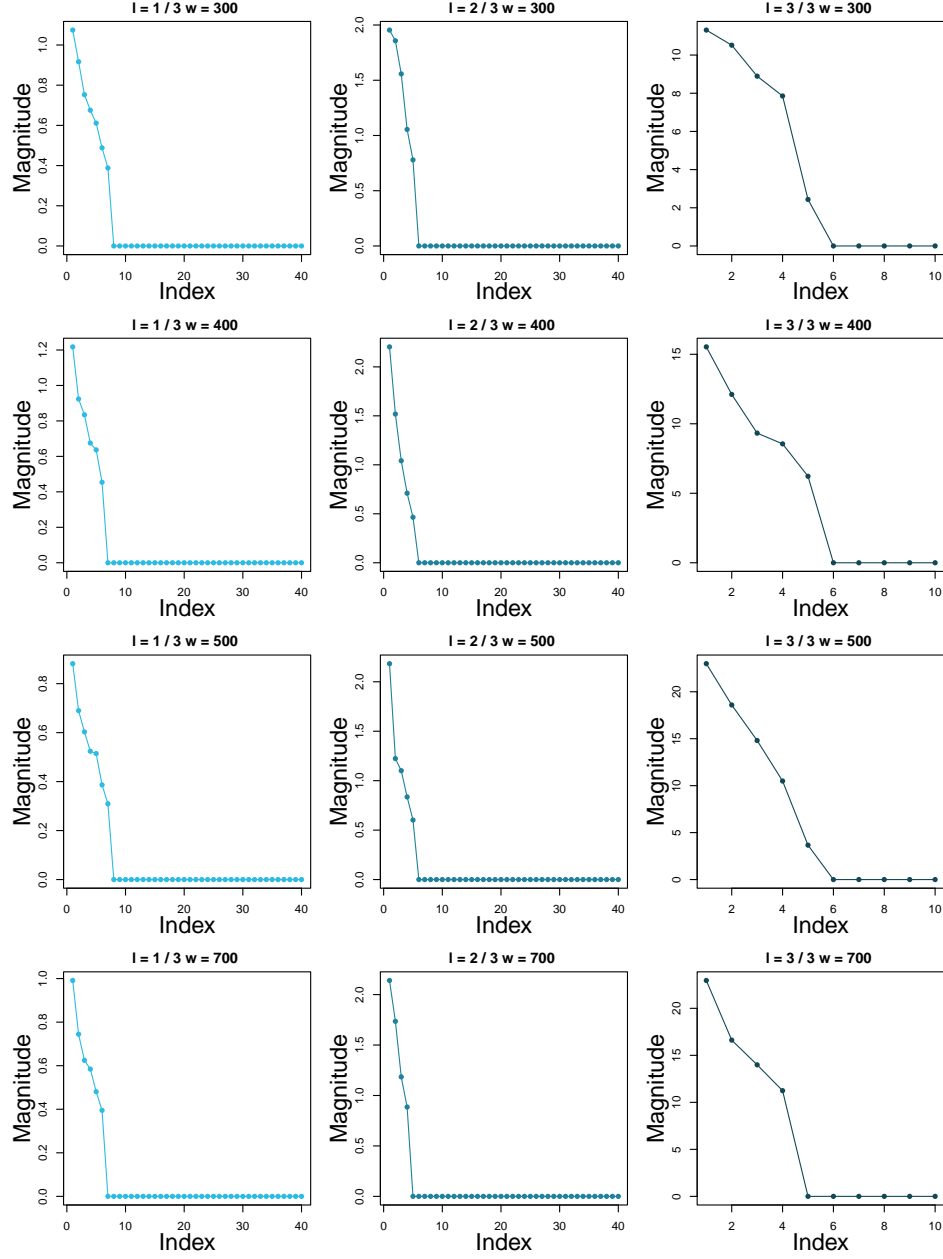 l = 1 / 3 w = 300
Magnitude
0.0 0.2 0.4 0.6 0.8 1.0
0 10 20 30 40
Index
l = 2 / 3 w = 300
Magnitude
0.0 0.5 1.0 1.5 2.0
0 10 20 30 40
Index
l = 3 / 3 w = 300
Magnitude
0 2 4 6 8 10
2 4 6 8 10
Index
l = 1 / 3 w = 400
Magnitude
0.0 0.2 0.4 0.6 0.8 1.0 1.2
0 10 20 30 40
Index
l = 2 / 3 w = 400
Magnitude
0.0 0.5 1.0 1.5 2.0
0 10 20 30 40
Index
l = 3 / 3 w = 400
Magnitude
0 5 10 15
2 4 6 8 10
Index
l = 1 / 3 w = 500
Magnitude
0.0 0.2 0.4 0.6 0.8
0 10 20 30 40
Index
l = 2 / 3 w = 500
Magnitude
0.0 0.5 1.0 1.5 2.0
0 10 20 30 40
Index
l = 3 / 3 w = 500
Magnitude
0 5 10 15 20
2 4 6 8 10
Index
l = 1 / 3 w = 700
Magnitude
0.0 0.2 0.4 0.6 0.8 1.0
0 10 20 30 40
Index
l = 2 / 3 w = 700
Magnitude
0.0 0.5 1.0 1.5 2.0
0 10 20 30 40
Index
l = 3 / 3 w = 700
Magnitude
0 5 10 15 20
2 4 6 8 10
Index